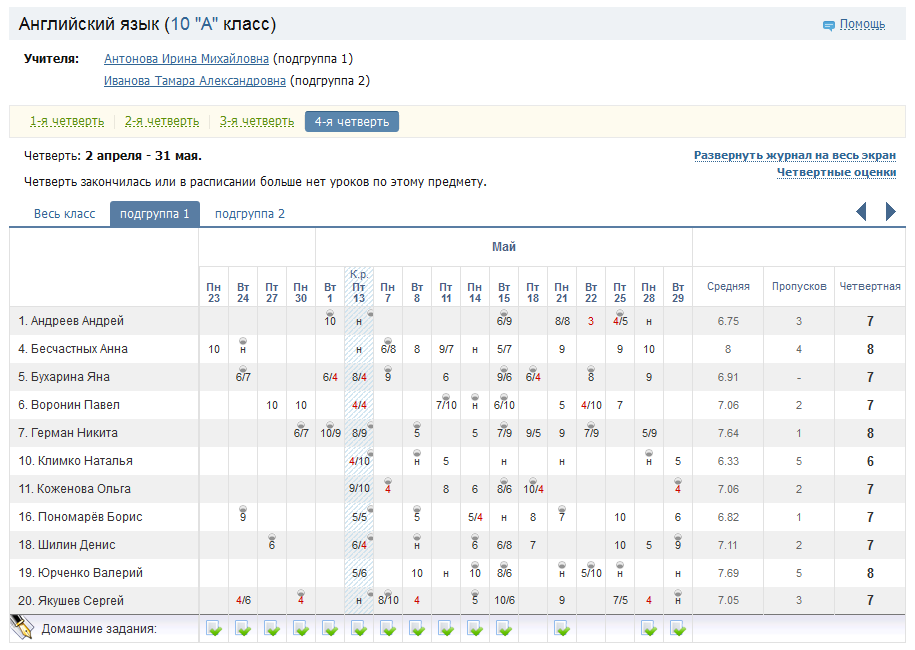 Английский язык (10 "А" класс)
Помощь
Учителя: Антонова Ирина Михайловна (подгруппа 1)
Иванова Тамара Александровна (подгруппа 2)
1-я четверть 2-я четверть 3-я четверть 4-я четверть
Четверть: 2 апреля - 31 мая.
Развернуть журнал на весь экран
Четвертные оценки
Четверть закончилась или в расписании больше нет уроков по этому предмету.
Весь класс подгруппа 1 подгруппа 2
Май
К.р.
Пн Вт Пт Пн Вт Пт Пн Вт Пт Пн Вт Пт Пн Вт Пт Пн Вт Средняя Пропусков Четвертная
23 24 27 30 1 13 7 8 11 14 15 18 21 22 25 28 29
1. Андреев Андрей 10 н 6/9 8/8 3 4/5 н 6.75 3 7
4. Бесчастных Анна 10 н н 6/8 8 9/7 н 5/7 9 9 10 8 4 8
5. Бухарина Яна 6/7 6/4 8/4 9 6 9/6 6/4 8 9 6.91 - 7
6. Воронин Павел 10 10 4/4 7/10 н 6/10 5 4/10 7 7.06 2 7
7. Герман Никита 6/7 10/9 8/9 5 5 7/9 9/5 9 7/9 5/9 7.64 1 8
10. Климко Наталья 4/10 н 5 н н н 5 6.33 5 6
11. Коженова Ольга 9/10 4 8 6 8/6 10/4 4 7.06 2 7
16. Пономарёв Борис 9 5/5 5 5/4 н 8 7 10 6 6.82 1 7
18. Шилин Денис 6 6/4 н 6 6/8 7 10 5 9 7.11 2 7
19. Юрченко Валерий 5/6 10 н 10 8/6 н 5/10 н н 7.69 5 8
20. Якушев Сергей 4/6 4 н 8/10 4 5 10/6 9 7/5 4 н 7.05 3 7
Домашние задания: